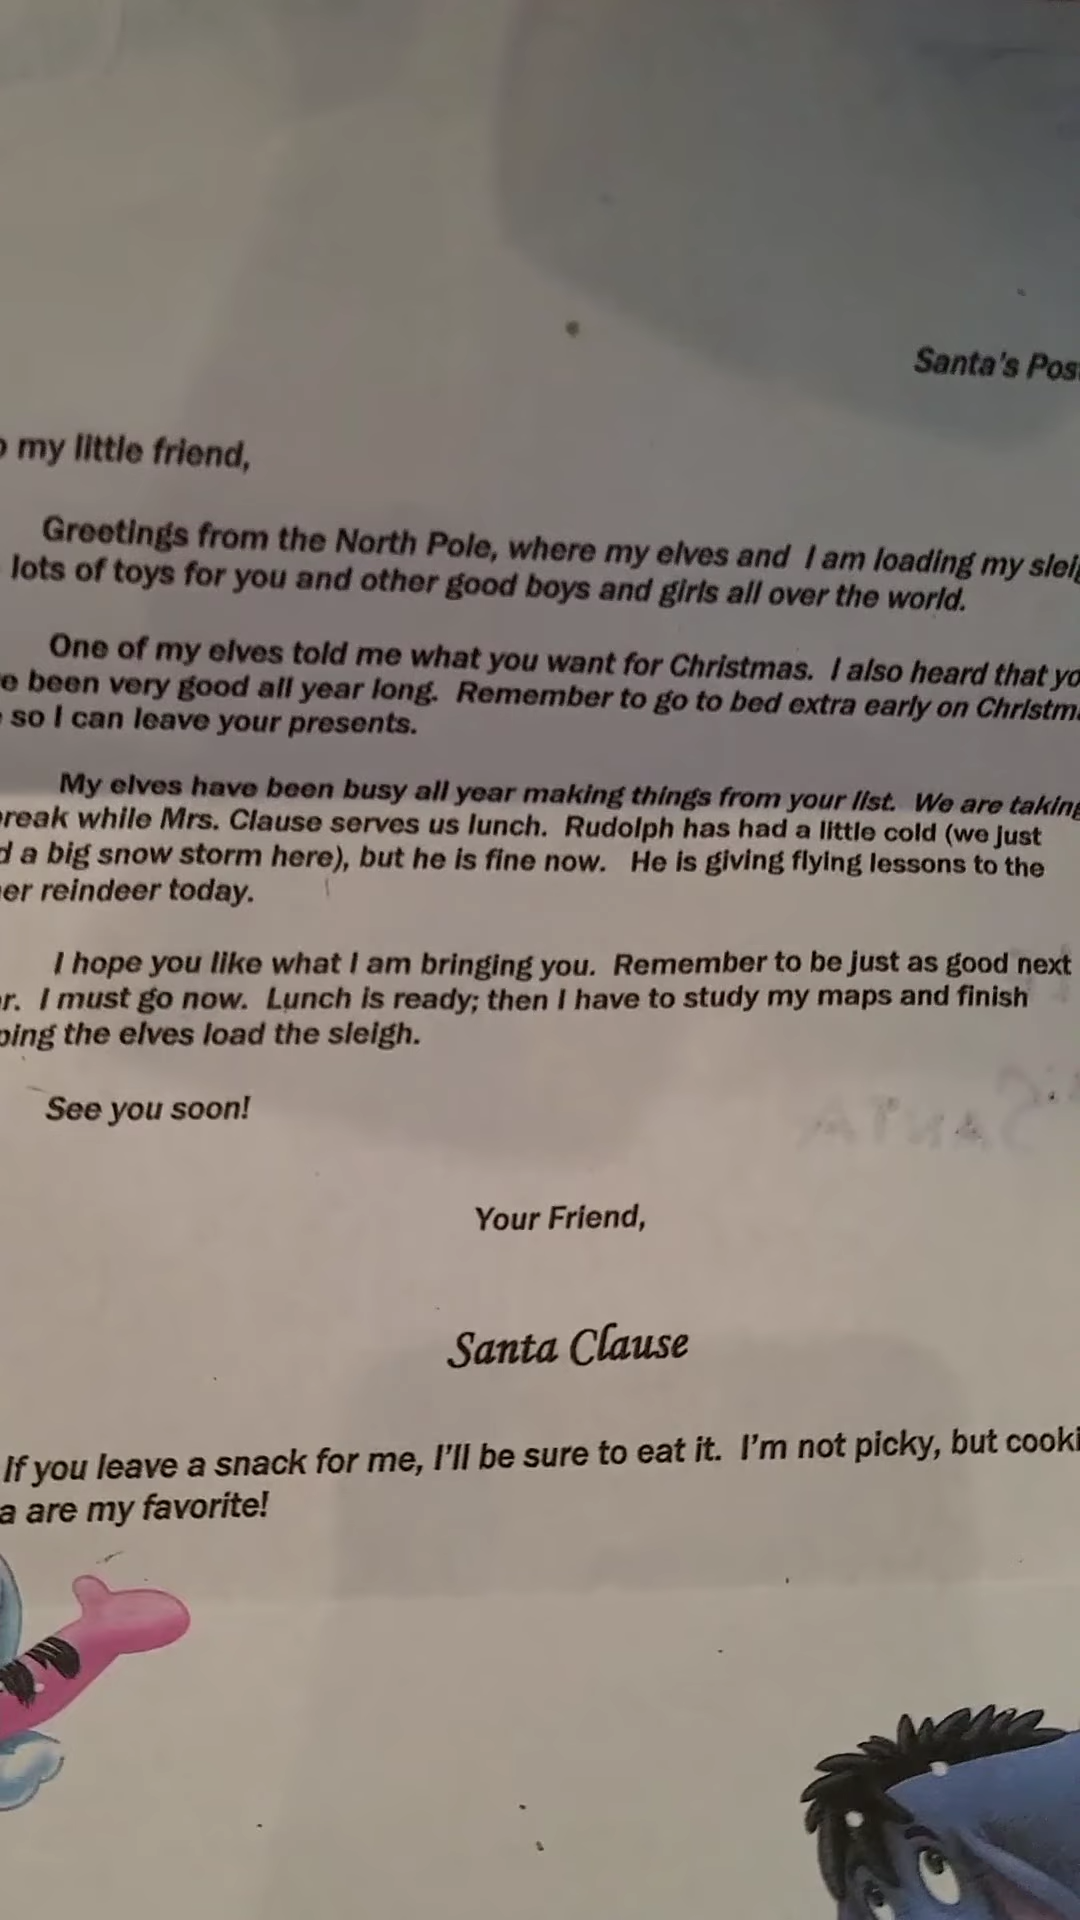 Santa's Pos
my little friend,
Greetings from the North Pole, where my elves and I am loading my sleig
lots of toys for you and other good boys and girls all over the world.
One of my elves told me what you want for Christmas. I also heard that yo
e been very good all year long. Remember to go to bed extra early on Christm
so I can leave your presents.
My elves have been busy all year making things from your list. We are taking
reak while Mrs. Clause serves us lunch. Rudolph has had a little cold (we just
d a big snow storm here), but he is fine now. He is giving flying lessons to the
er reindeer today.
I hope you like what I am bringing you. Remember to be just as good next
r. I must go now. Lunch is ready; then I have to study my maps and finish
ping the elves load the sleigh.
See you soon!
SANTA
Your Friend,
Santa Clause
If you leave a snack for me, I'll be sure to eat it. I'm not picky, but cooki
a are my favorite!